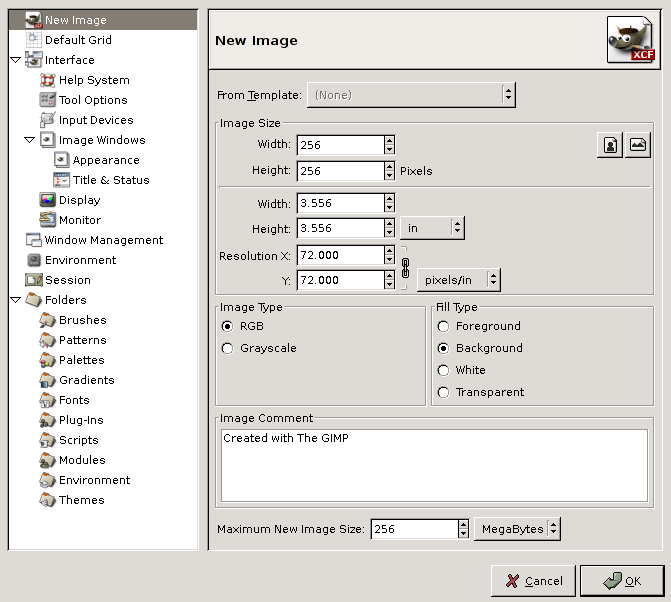 New Image
Default Grid
Interface
Help System
Tool Options
Input Devices
Image Windows
Appearance
Title & Status
Display
Monitor
Window Management
Environment
Session
Folders
Brushes
Patterns
Palettes
Gradients
Fonts
Plug-Ins
Scripts
Modules
Environment
Themes
New Image
XCF
From Template: (None)
Image Size
Width: 256
Height: 256 Pixels
Width: 3.556
Height: 3.556 in
Resolution X: 72.000
Y: 72.000 pixels/in
Image Type
RGB
Grayscale
Fill Type
Foreground
Background
White
Transparent
Image Comment
Created with The GIMP
Maximum New Image Size: 256 MegaBytes
Cancel OK